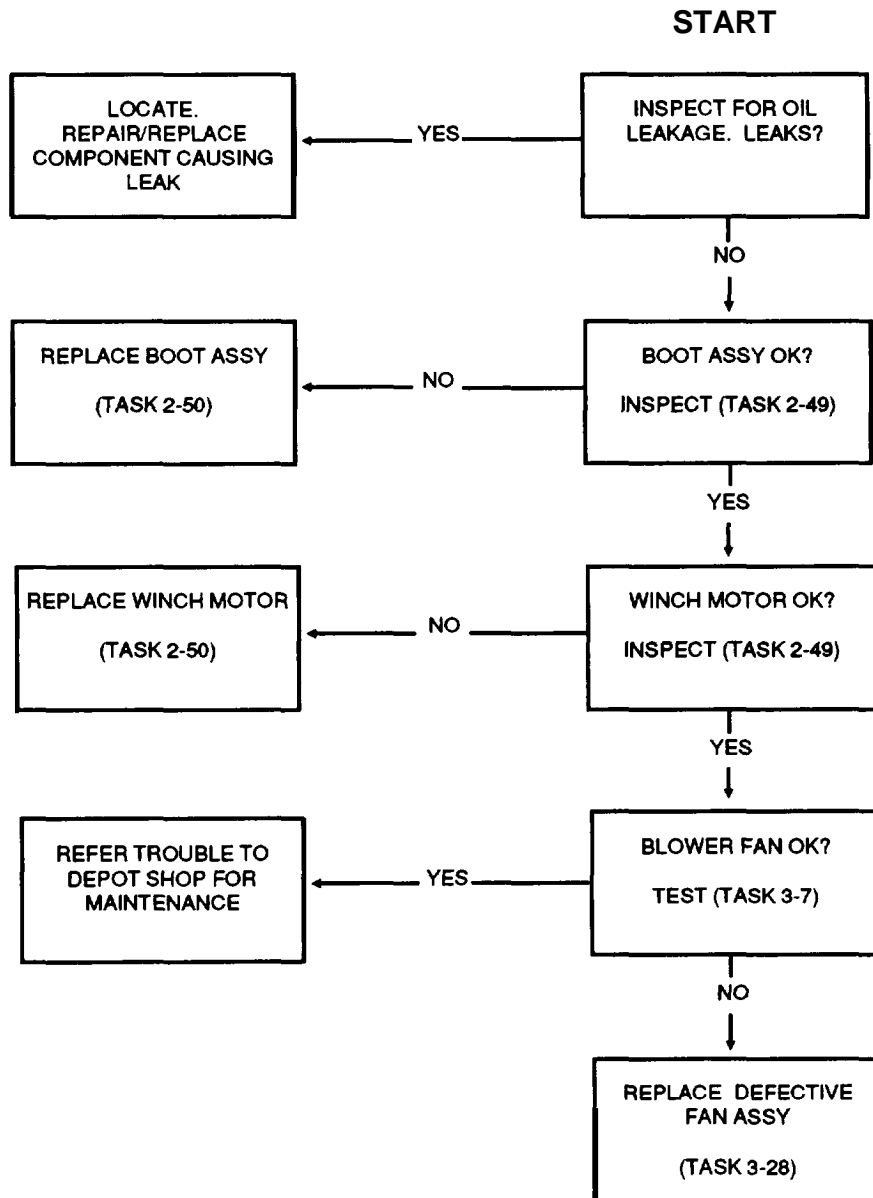 START
LOCATE.
REPAIR/REPLACE
COMPONENT CAUSING
LEAK
YES
INSPECT FOR OIL
LEAKAGE. LEAKS?
NO
REPLACE BOOT ASSY
(TASK 2-50)
NO
BOOT ASSY OK?
INSPECT (TASK 2-49)
YES
REPLACE WINCH MOTOR
(TASK 2-50)
NO
WINCH MOTOR OK?
INSPECT (TASK 2-49)
YES
REFER TROUBLE TO
DEPOT SHOP FOR
MAINTENANCE
YES
BLOWER FAN OK?
TEST (TASK 3-7)
NO
REPLACE DEFECTIVE
FAN ASSY
(TASK 3-28)